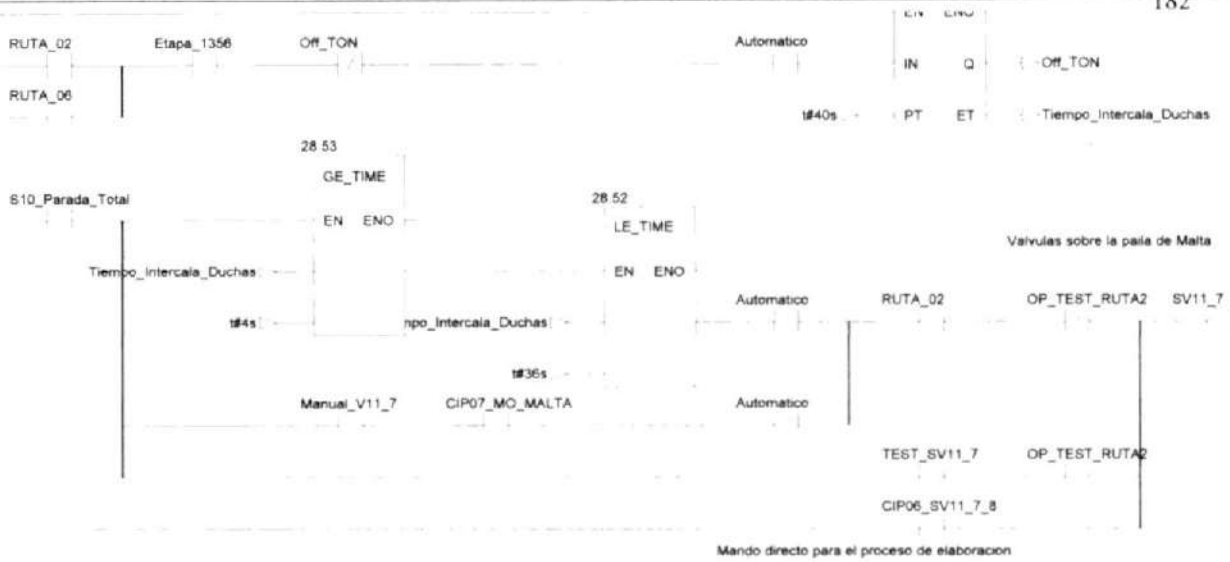 182
EN ENO
RUTA_02 Etapa_1356 Off_TON Automatico
IN Q Off_TON
RUTA_06
t#40s PT ET Tiempo_Intercala_Duchas
28.53
GE_TIME
S10_Parada_Total 28.52
EN ENO LE_TIME
Valvulas sobre la paila de Malta
Tiempo_Intercala_Duchas EN ENO
Automatico RUTA_02 OP_TEST_RUTA2 SV11_7
t#4s npo_Intercala_Duchas
t#36s
Manual_V11_7 CIP07_MO_MALTA Automatico
TEST_SV11_7 OP_TEST_RUTA2
CIP06_SV11_7_8
Mando directo para el proceso de elaboracion